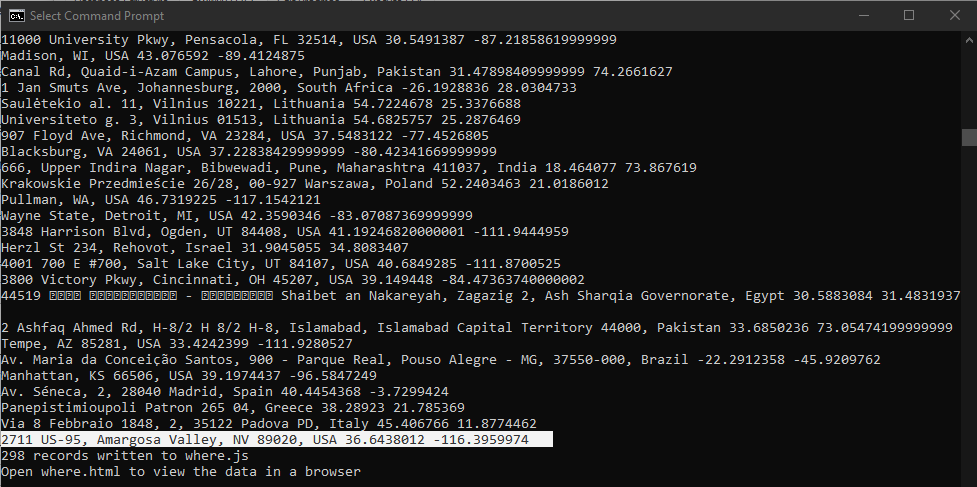 Select Command Prompt
11000 University Pkwy, Pensacola, FL 32514, USA 30.5491387 -87.21858619999999
Madison, WI, USA 43.076592 -89.4124875
Canal Rd, Quaid-i-Azam Campus, Lahore, Punjab, Pakistan 31.47898409999999 74.2661627
1 Jan Smuts Ave, Johannesburg, 2000, South Africa -26.1928836 28.0304733
Saulėtekio al. 11, Vilnius 10221, Lithuania 54.7224678 25.3376688
Universiteto g. 3, Vilnius 01513, Lithuania 54.6825757 25.2876469
907 Floyd Ave, Richmond, VA 23284, USA 37.5483122 -77.4526805
Blacksburg, VA 24061, USA 37.22838429999999 -80.42341669999999
666, Upper Indira Nagar, Bibwewadi, Pune, Maharashtra 411037, India 18.464077 73.867619
Krakowskie Przedmieście 26/28, 00-927 Warszawa, Poland 52.2403463 21.0186012
Pullman, WA, USA 46.7319225 -117.1542121
Wayne State, Detroit, MI, USA 42.3590346 -83.07087369999999
3848 Harrison Blvd, Ogden, UT 84408, USA 41.19246820000001 -111.9444959
Herzl St 234, Rehovot, Israel 31.9045055 34.8083407
4001 700 E #700, Salt Lake City, UT 84107, USA 40.6849285 -111.8700525
3800 Victory Pkwy, Cincinnati, OH 45207, USA 39.149448 -84.47363740000002
44519 - Shaibet an Nakareyah, Zagazig 2, Ash Sharqia Governorate, Egypt 30.5883084 31.4831937
2 Ashfaq Ahmed Rd, H-8/2 H 8/2 H-8, Islamabad, Islamabad Capital Territory 44000, Pakistan 33.6850236 73.05474199999999
Tempe, AZ 85281, USA 33.4242399 -111.9280527
Av. Maria da Conceição Santos, 900 - Parque Real, Pouso Alegre - MG, 37550-000, Brazil -22.2912358 -45.9209762
Manhattan, KS 66506, USA 39.1974437 -96.5847249
Av. Séneca, 2, 28040 Madrid, Spain 40.4454368 -3.7299424
Panepistimioupoli Patron 265 04, Greece 38.28923 21.785369
Via 8 Febbraio 1848, 2, 35122 Padova PD, Italy 45.406766 11.8774462
2711 US-95, Amargosa Valley, NV 89020, USA 36.6438012 -116.3959974
298 records written to where.js
Open where.html to view the data in a browser